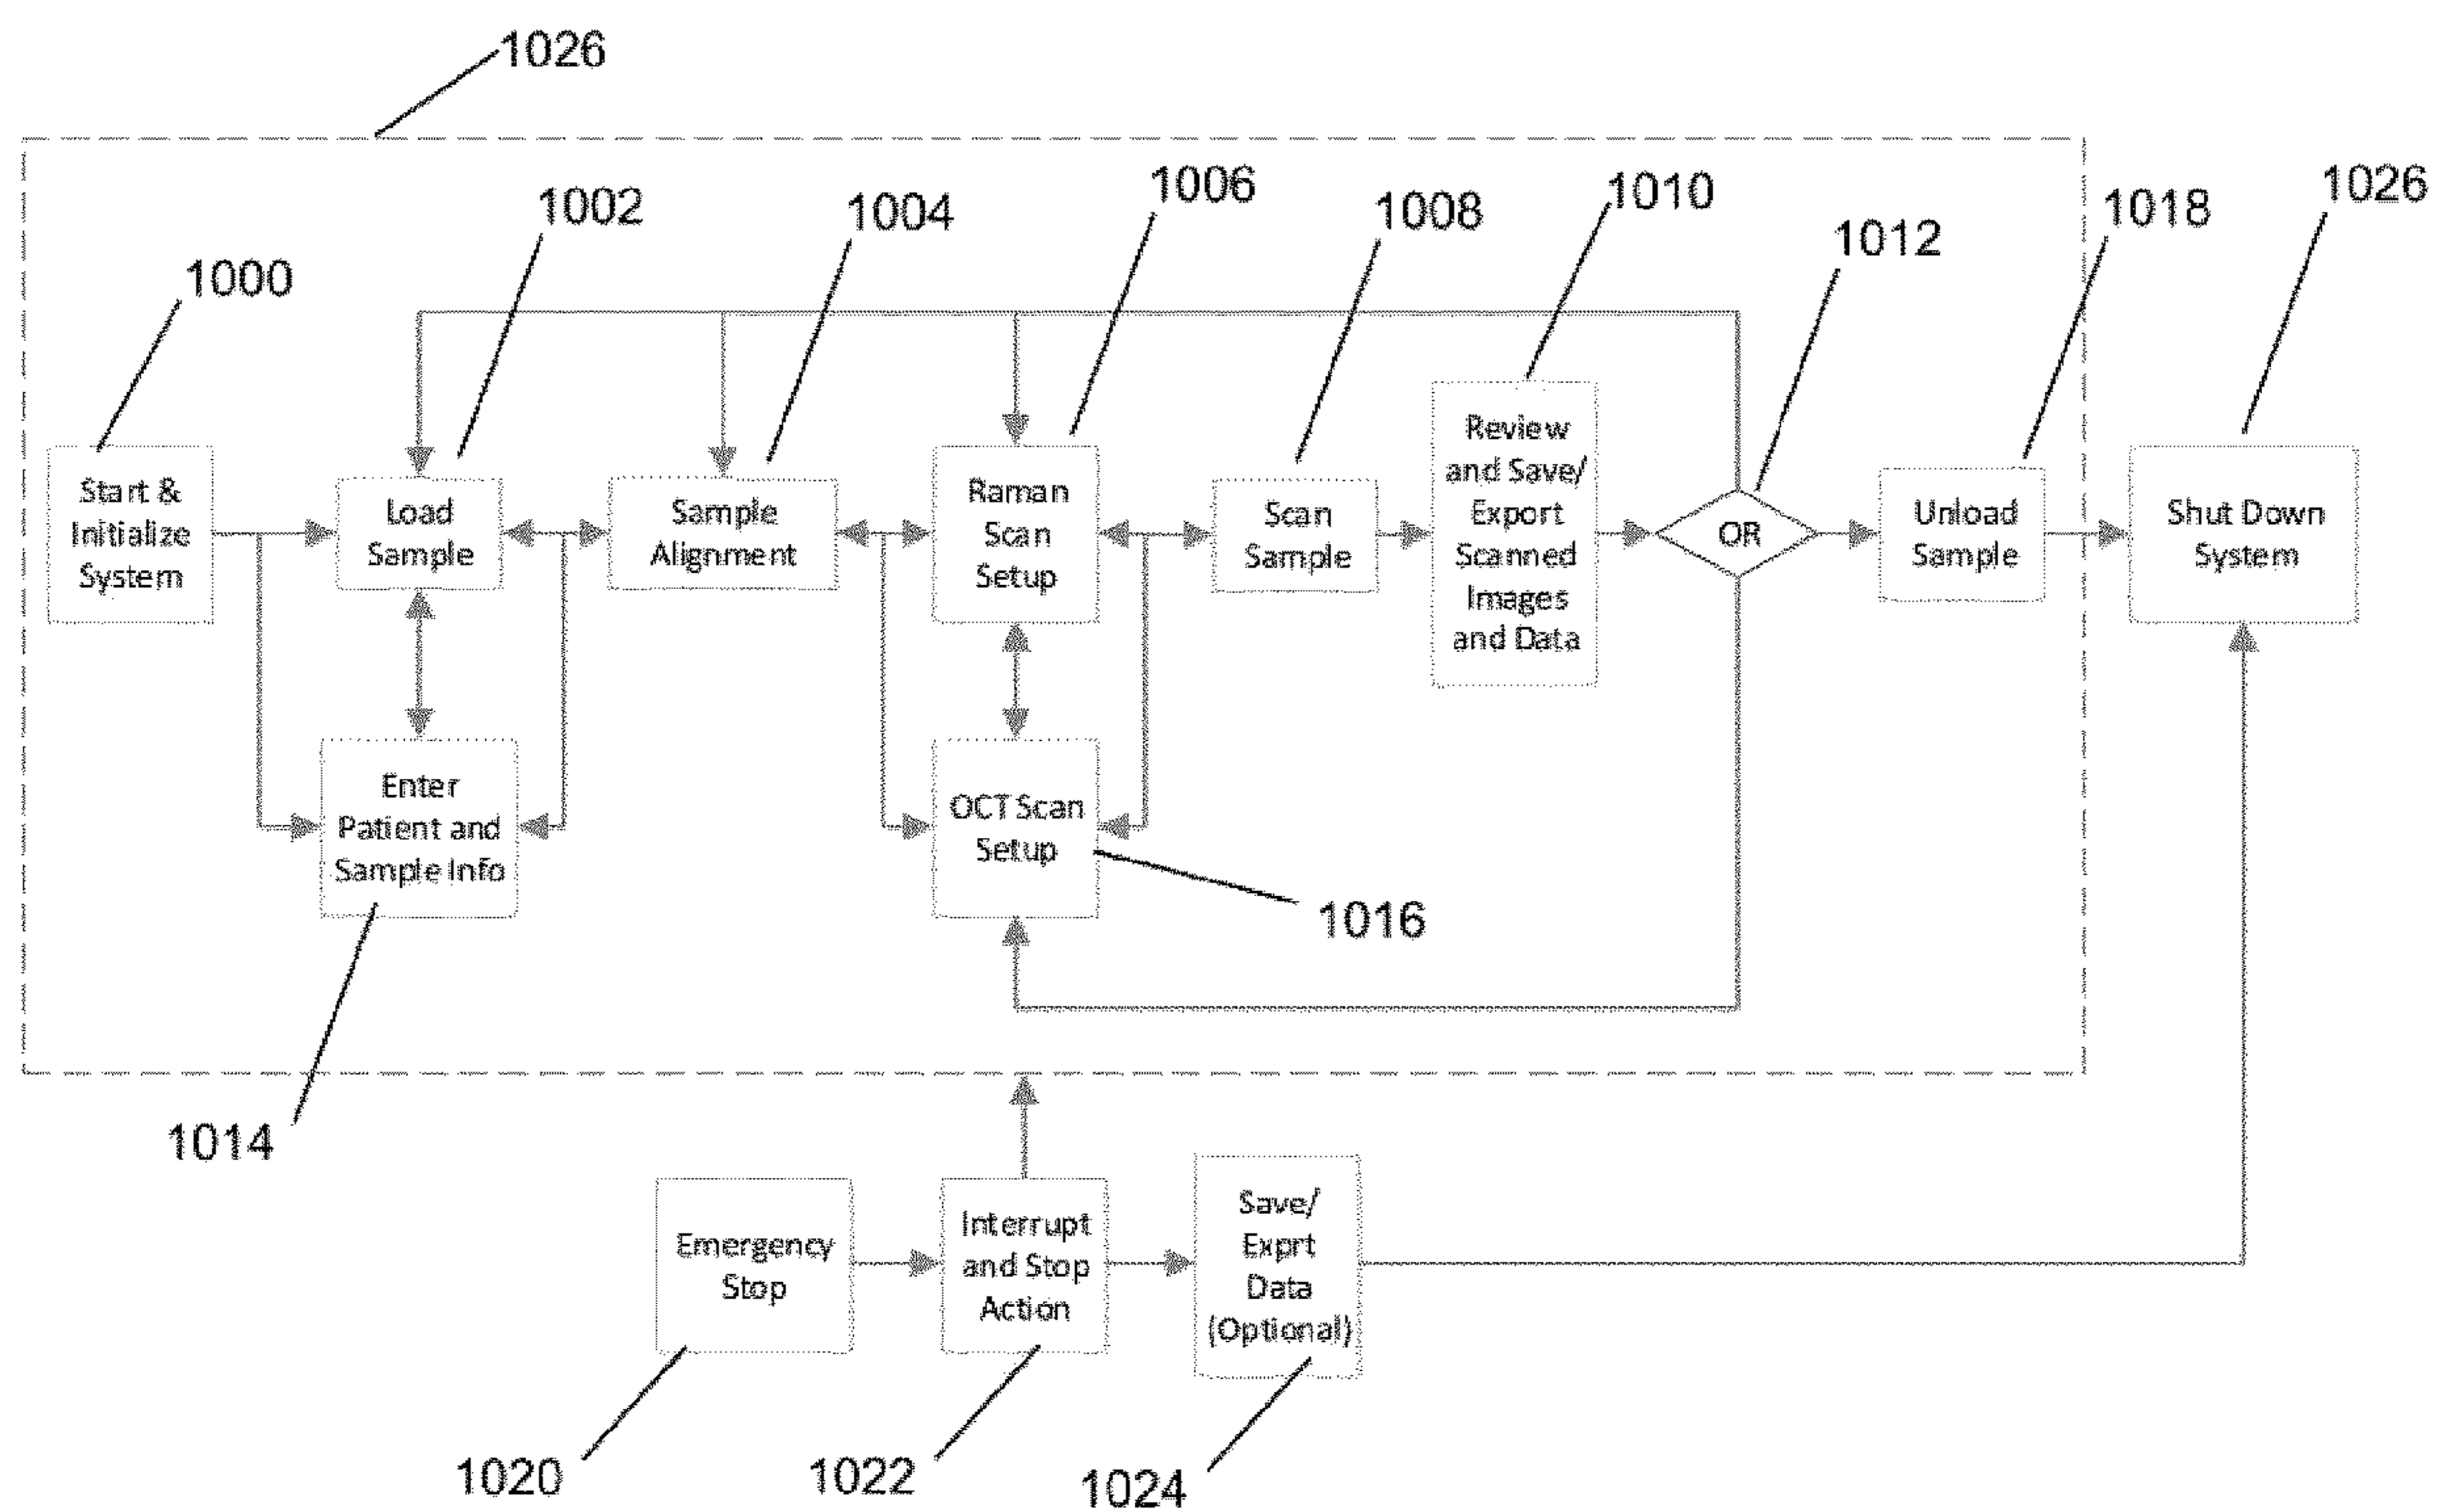 1026
1000
Start &
Initialize
System
1002
Load
Sample
1004
Sample
Alignment
1006
Raman
Scan
Setup
1008
Scan
Sample
1010
Review
and Save/
Export
Scanned
Images
and Data
1012
OR
1018
Unload
Sample
1026
Shut Down
System
Enter
Patient and
Sample Info
1014
OCT Scan
Setup
1016
Emergency
Stop
1020
Interrupt
and Stop
Action
1022
Save/
Exprt
Data
(Optional)
1024